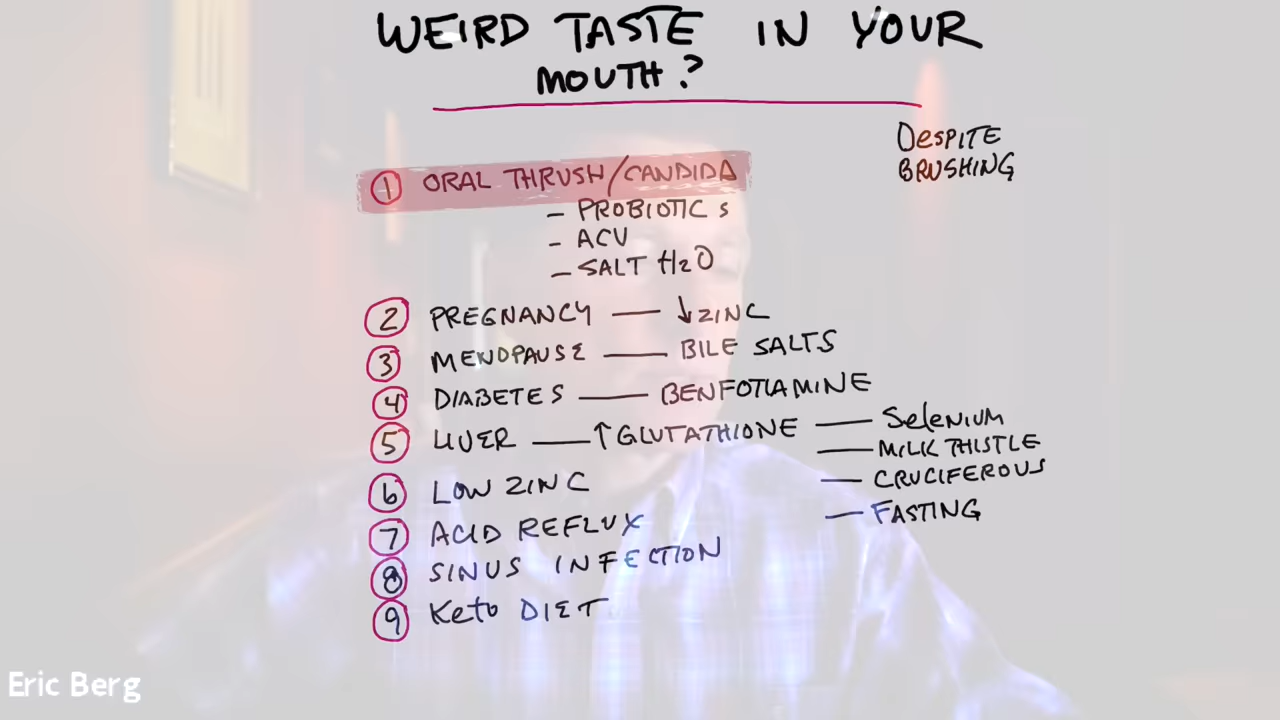 WEIRD TASTE IN YOUR
MOUTH?
DESPITE
BRUSHING
1 ORAL THRUSH/CANDIDA
- PROBIOTICS
- ACV
- SALT H2O
2 PREGNANCY — ↓ZINC
3 MENOPAUSE — BILE SALTS
4 DIABETES — BENFOTIAMINE
5 LIVER — ↑GLUTATHIONE — SELENIUM
— MILK THISTLE
— CRUCIFEROUS
— FASTING
6 LOW ZINC
7 ACID REFLUX
8 SINUS INFECTION
9 Keto DIET
Eric Berg